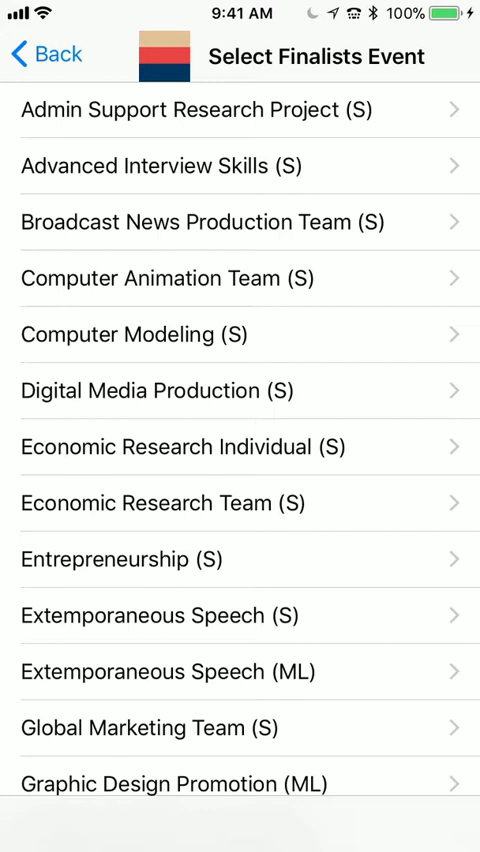 9:41 AM 100%
Back Select Finalists Event
Admin Support Research Project (S)
Advanced Interview Skills (S)
Broadcast News Production Team (S)
Computer Animation Team (S)
Computer Modeling (S)
Digital Media Production (S)
Economic Research Individual (S)
Economic Research Team (S)
Entrepreneurship (S)
Extemporaneous Speech (S)
Extemporaneous Speech (ML)
Global Marketing Team (S)
Graphic Design Promotion (ML)